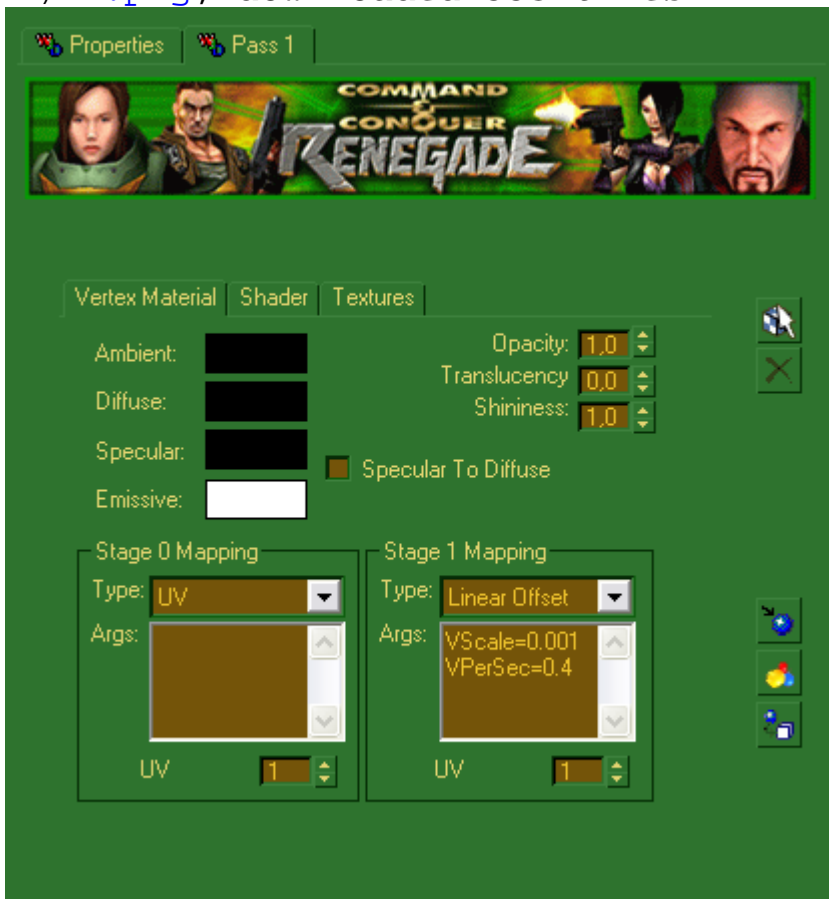 Properties
Pass 1
COMMAND
&
CONQUER
RENEGADE
Vertex Material
Shader
Textures
Ambient:
Opacity: 1,0
Translucency 0,0
Diffuse:
Shininess: 1,0
Specular:
Specular To Diffuse
Emissive:
Stage 0 Mapping
Type: UV
Args:
UV 1
Stage 1 Mapping
Type: Linear Offset
Args: VScale=0.001
VPerSec=0.4
UV 1